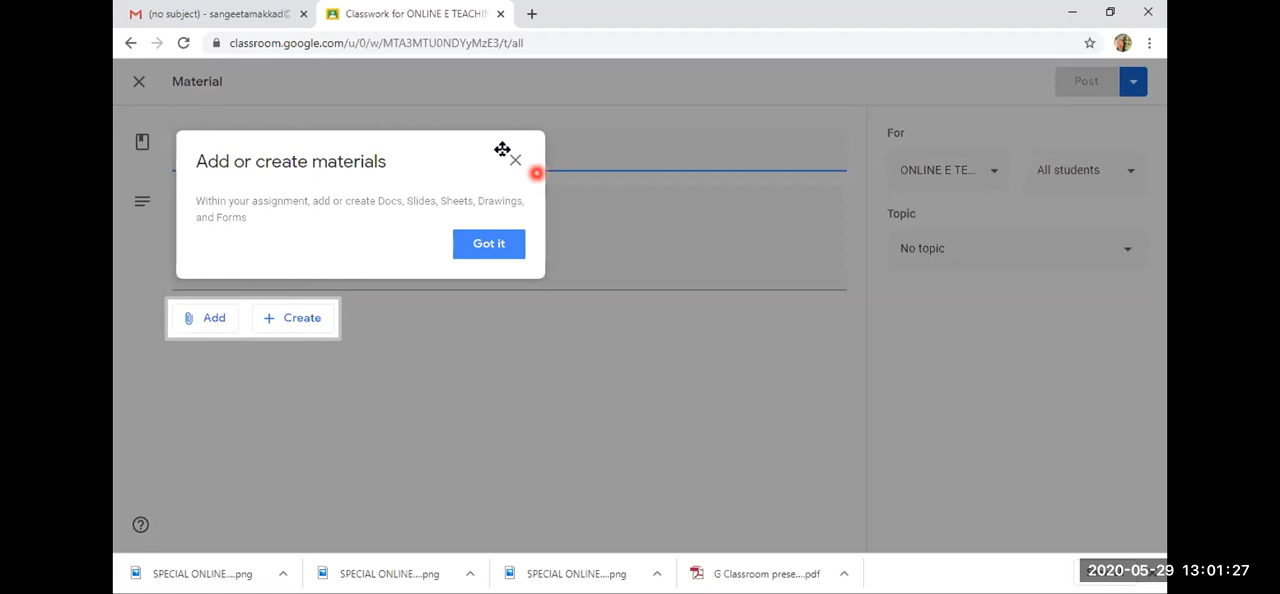 (no subject) - sangeetamakkad@
Classwork for ONLINE E TEACHIN
classroom.google.com/u/0/w/MTA3MTU0NDYyMzE3/t/all
Material
Post
Add or create materials
Within your assignment, add or create Docs, Slides, Sheets, Drawings,
and Forms
Got it
Add
Create
For
ONLINE E TE...
All students
Topic
No topic
SPECIAL ONLINE....png
SPECIAL ONLINE....png
SPECIAL ONLINE....png
G Classroom prese....pdf
2020-05-29 13:01:27